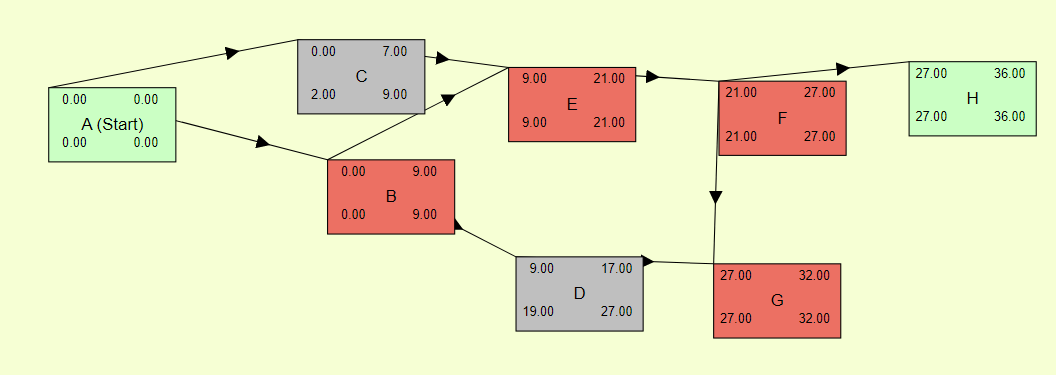 0.00 0.00
A (Start)
0.00 0.00
0.00 7.00
C
2.00 9.00
0.00 9.00
B
0.00 9.00
9.00 21.00
E
9.00 21.00
9.00 17.00
D
19.00 27.00
21.00 27.00
F
21.00 27.00
27.00 32.00
G
27.00 32.00
27.00 36.00
H
27.00 36.00